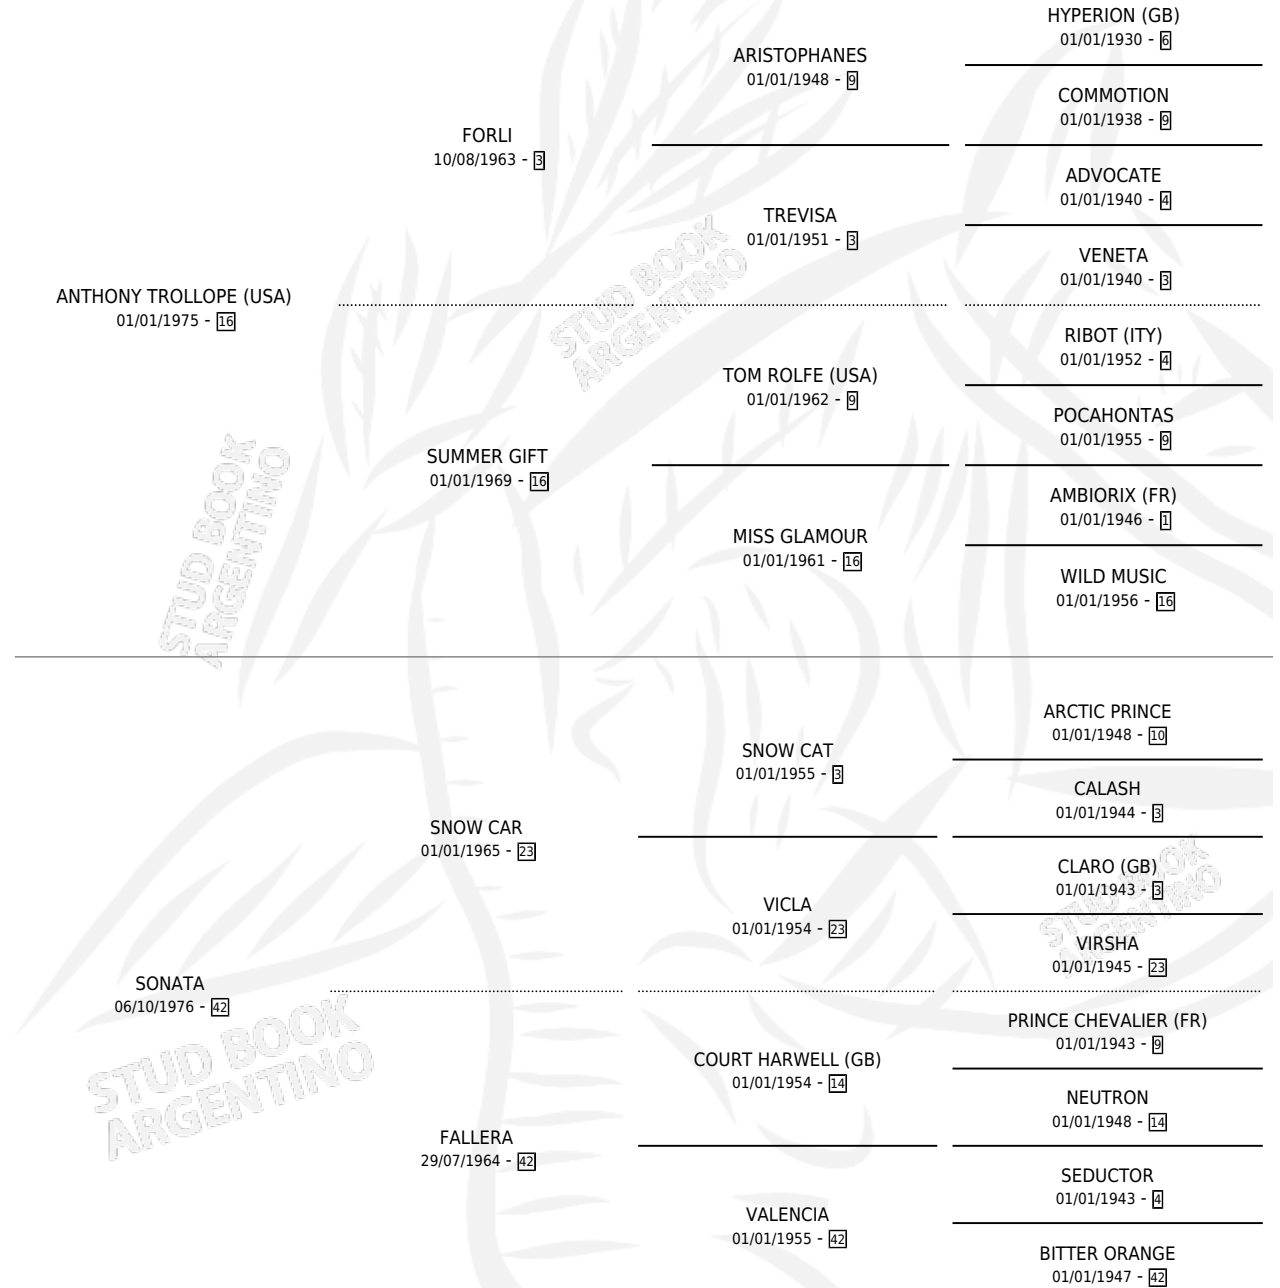 HYPERION (GB)
01/01/1930 - 6
ARISTOPHANES
01/01/1948 - 9
COMMOTION
01/01/1938 - 9
FORLI
10/08/1963 - 3
ADVOCATE
01/01/1940 - 4
TREVISA
01/01/1951 - 3
VENETA
01/01/1940 - 3
ANTHONY TROLLOPE (USA)
01/01/1975 - 16
STUD BOOK
ARGENTINO
RIBOT (ITY)
01/01/1952 - 4
TOM ROLFE (USA)
01/01/1962 - 9
POCAHONTAS
01/01/1955 - 9
SUMMER GIFT
01/01/1969 - 16
AMBIORIX (FR)
01/01/1946 - 1
MISS GLAMOUR
01/01/1961 - 16
WILD MUSIC
01/01/1956 - 16
STUD BOOK
ARGENTINO
ARCTIC PRINCE
01/01/1948 - 10
SNOW CAT
01/01/1955 - 3
CALASH
01/01/1944 - 3
SNOW CAR
01/01/1965 - 23
CLARO (GB)
01/01/1943 - 3
VICLA
01/01/1954 - 23
STUD BOOK
ARGENTINO
VIRSHA
01/01/1945 - 23
SONATA
06/10/1976 - 42
PRINCE CHEVALIER (FR)
01/01/1943 - 9
COURT HARWELL (GB)
01/01/1954 - 14
STUD BOOK
ARGENTINO
NEUTRON
01/01/1948 - 14
FALLERA
29/07/1964 - 42
SEDUCTOR
01/01/1943 - 4
VALENCIA
01/01/1955 - 42
BITTER ORANGE
01/01/1947 - 42